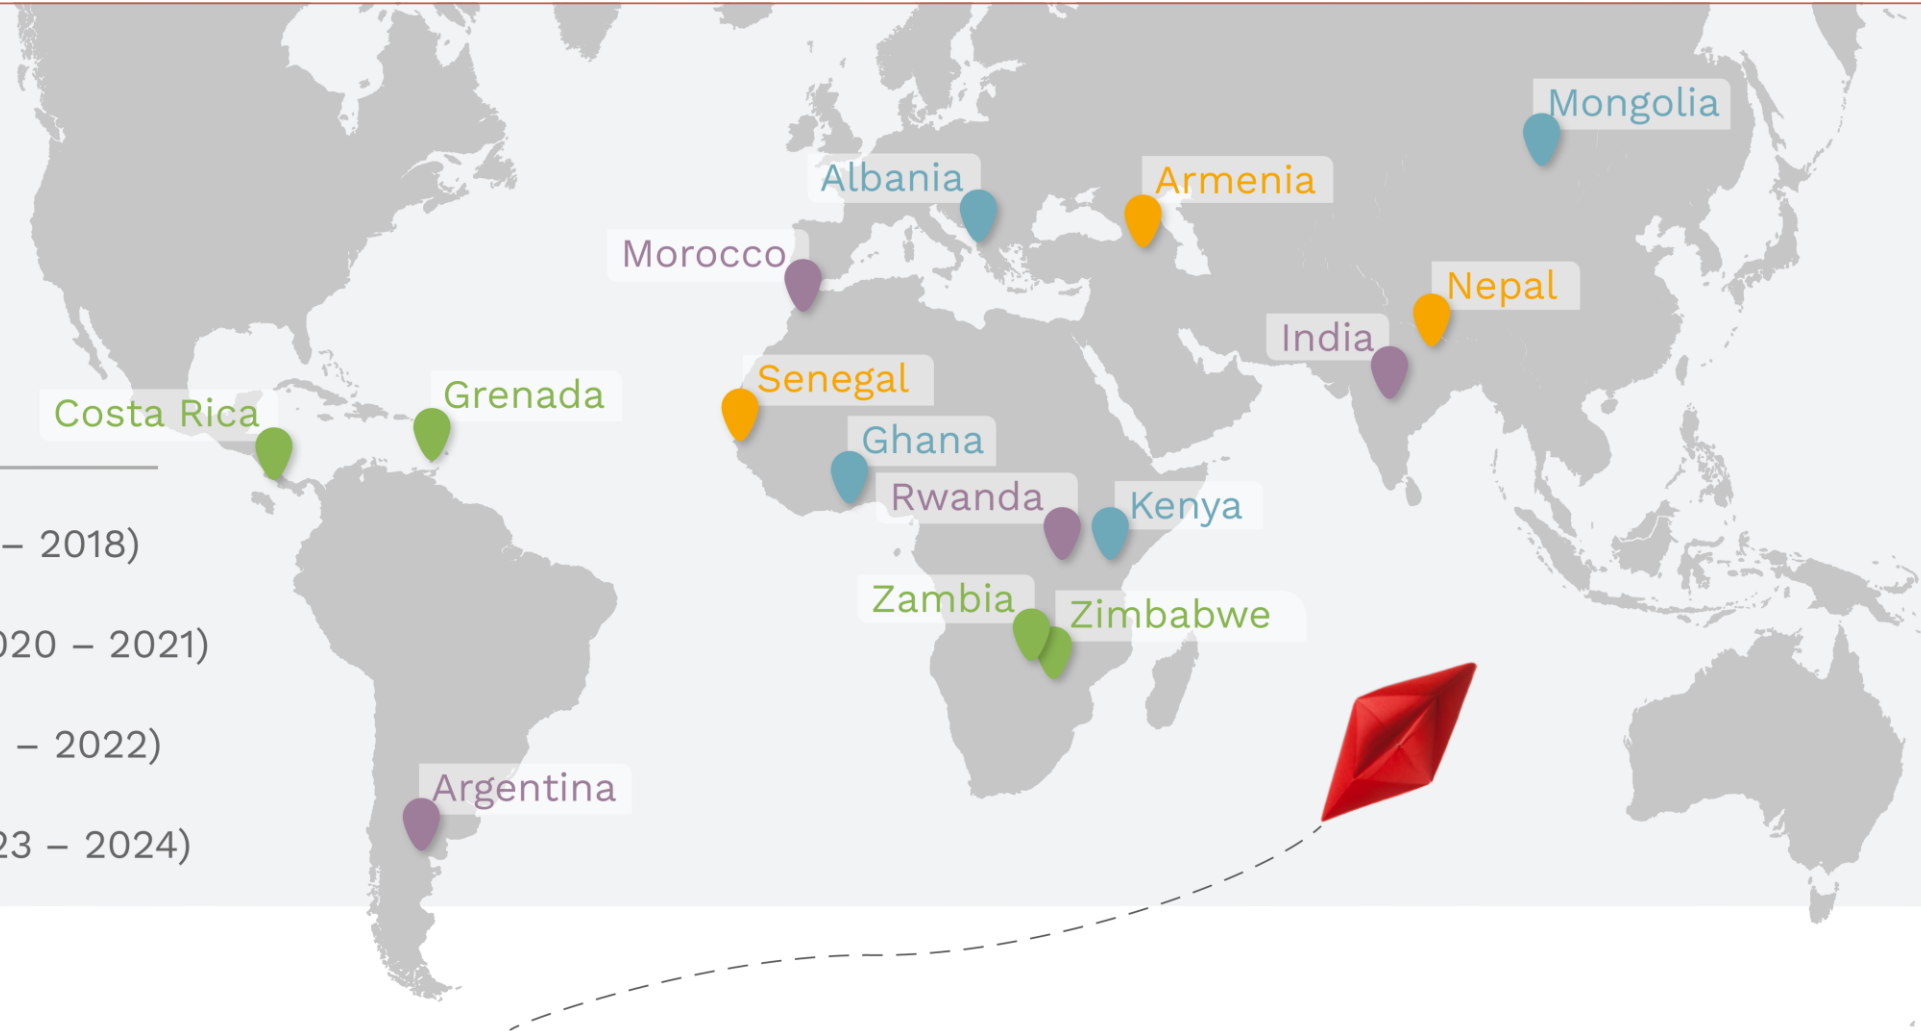 Mongolia
Albania
Armenia
Morocco
Nepal
India
Senegal
Grenada
Costa Rica
Ghana
Rwanda
Kenya
– 2018)
Zambia
Zimbabwe
020 – 2021)
– 2022)
Argentina
23 – 2024)